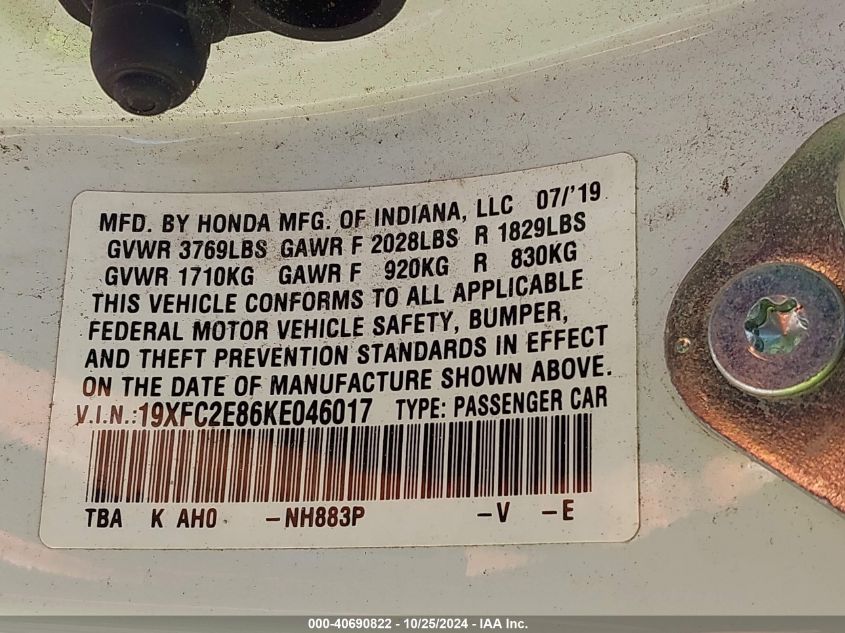 MFD. BY HONDA MFG. OF INDIANA, LLC 07/'19
GVWR 3769LBS GAWR F 2028LBS R 1829LBS
GVWR 1710KG GAWR F 920KG R 830KG
THIS VEHICLE CONFORMS TO ALL APPLICABLE
FEDERAL MOTOR VEHICLE SAFETY, BUMPER,
AND THEFT PREVENTION STANDARDS IN EFFECT
ON THE DATE OF MANUFACTURE SHOWN ABOVE.
V.I.N.:19XFC2E86KE046017 TYPE: PASSENGER CAR
TBA K AH0 -NH883P -V -E
000-40690822 - 10/25/2024 - IAA Inc.